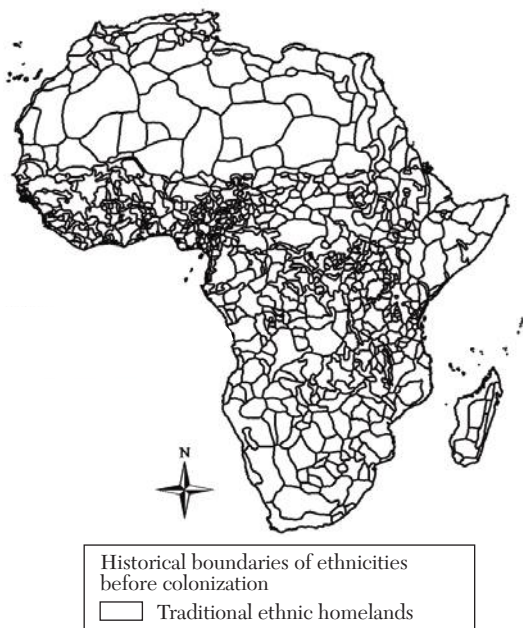 N
Historical boundaries of ethnicities
before colonization
Traditional ethnic homelands